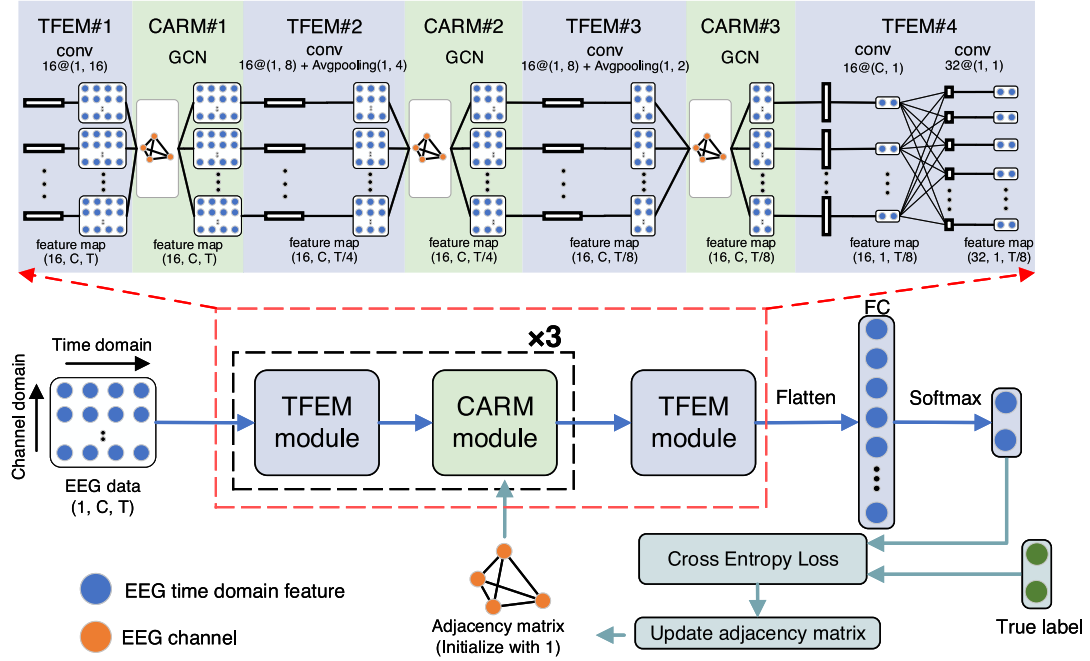 TFEM#1
conv
16@(1, 16)
feature map
(16, C, T)
CARM#1
GCN
feature map
(16, C, T)
TFEM#2
conv
16@(1, 8) + Avgpooling(1, 4)
feature map
(16, C, T/4)
CARM#2
GCN
feature map
(16, C, T/4)
TFEM#3
conv
16@(1, 8) + Avgpooling(1, 2)
feature map
(16, C, T/8)
CARM#3
GCN
feature map
(16, C, T/8)
TFEM#4
conv
16@(C, 1)
conv
32@(1, 1)
feature map
(16, 1, T/8)
feature map
(32, 1, T/8)
Time domain
Channel domain
EEG data
(1, C, T)
×3
TFEM
module
CARM
module
TFEM
module
Flatten
FC
Softmax
Cross Entropy Loss
Update adjacency matrix
True label
Adjacency matrix
(Initialize with 1)
EEG time domain feature
EEG channel